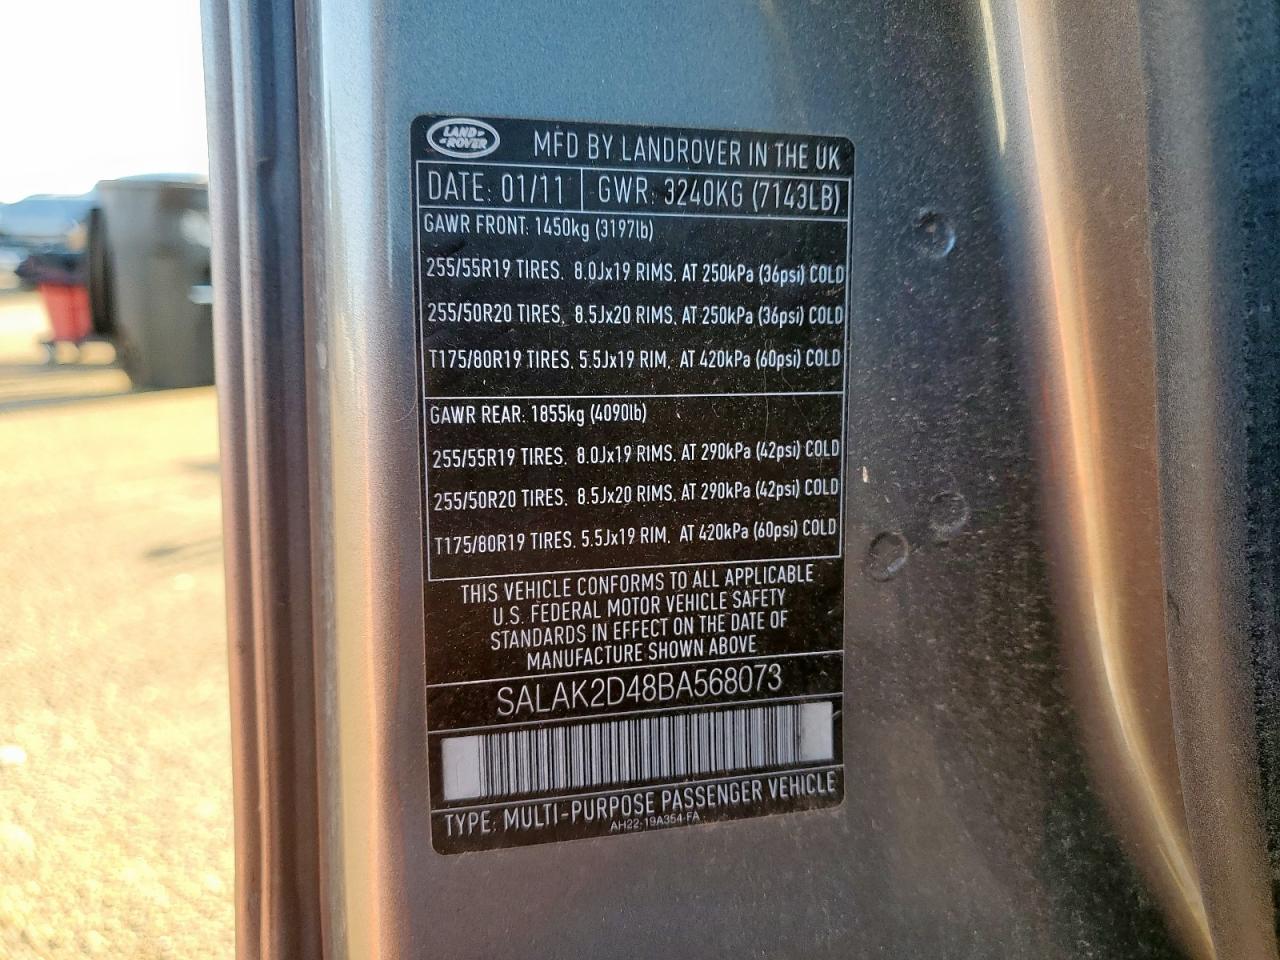 LAND ROVER
MFD BY LANDROVER IN THE UK
DATE: 01/11 GWR: 3240KG (7143LB)
GAWR FRONT: 1450kg (3197lb)
255/55R19 TIRES, 8.0Jx19 RIMS, AT 250kPa (36psi) COLD
255/50R20 TIRES, 8.5Jx20 RIMS, AT 250kPa (36psi) COLD
T175/80R19 TIRES, 5.5Jx19 RIM, AT 420kPa (60psi) COLD
GAWR REAR: 1855kg (4090lb)
255/55R19 TIRES, 8.0Jx19 RIMS, AT 290kPa (42psi) COLD
255/50R20 TIRES, 8.5Jx20 RIMS, AT 290kPa (42psi) COLD
T175/80R19 TIRES, 5.5Jx19 RIM, AT 420kPa (60psi) COLD
THIS VEHICLE CONFORMS TO ALL APPLICABLE
U.S. FEDERAL MOTOR VEHICLE SAFETY
STANDARDS IN EFFECT ON THE DATE OF
MANUFACTURE SHOWN ABOVE
SALAK2D48BA568073
TYPE: MULTI-PURPOSE PASSENGER VEHICLE
AH22-19A354-FA